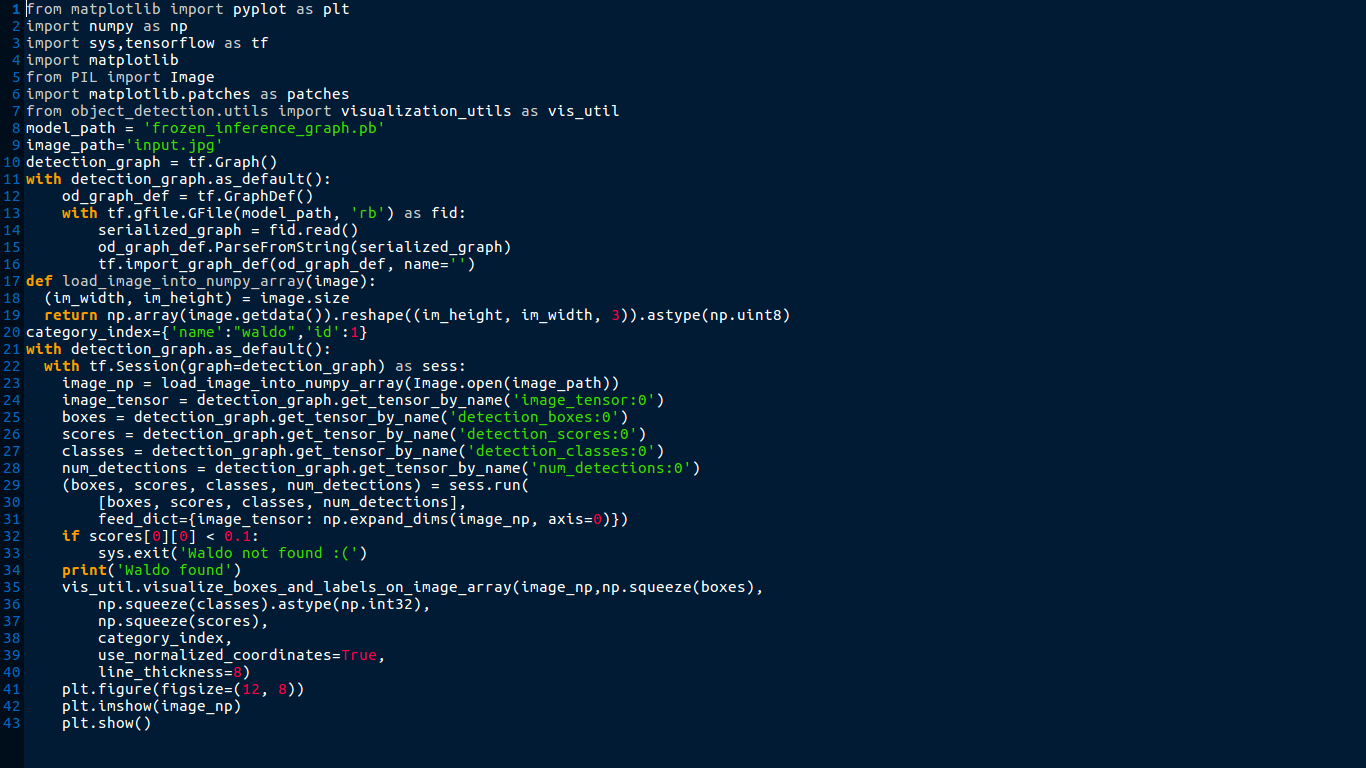 1 from matplotlib import pyplot as plt
2 import numpy as np
3 import sys,tensorflow as tf
4 import matplotlib
5 from PIL import Image
6 import matplotlib.patches as patches
7 from object_detection.utils import visualization_utils as vis_util
8 model_path = 'frozen_inference_graph.pb'
9 image_path='input.jpg'
10 detection_graph = tf.Graph()
11 with detection_graph.as_default():
12     od_graph_def = tf.GraphDef()
13     with tf.gfile.GFile(model_path, 'rb') as fid:
14         serialized_graph = fid.read()
15         od_graph_def.ParseFromString(serialized_graph)
16         tf.import_graph_def(od_graph_def, name='')
17 def load_image_into_numpy_array(image):
18   (im_width, im_height) = image.size
19   return np.array(image.getdata()).reshape((im_height, im_width, 3)).astype(np.uint8)
20 category_index={'name':"waldo",'id':1}
21 with detection_graph.as_default():
22   with tf.Session(graph=detection_graph) as sess:
23     image_np = load_image_into_numpy_array(Image.open(image_path))
24     image_tensor = detection_graph.get_tensor_by_name('image_tensor:0')
25     boxes = detection_graph.get_tensor_by_name('detection_boxes:0')
26     scores = detection_graph.get_tensor_by_name('detection_scores:0')
27     classes = detection_graph.get_tensor_by_name('detection_classes:0')
28     num_detections = detection_graph.get_tensor_by_name('num_detections:0')
29     (boxes, scores, classes, num_detections) = sess.run(
30         [boxes, scores, classes, num_detections],
31         feed_dict={image_tensor: np.expand_dims(image_np, axis=0)})
32     if scores[0][0] < 0.1:
33         sys.exit('Waldo not found :(')
34     print('Waldo found')
35     vis_util.visualize_boxes_and_labels_on_image_array(image_np,np.squeeze(boxes),
36         np.squeeze(classes).astype(np.int32),
37         np.squeeze(scores),
38         category_index,
39         use_normalized_coordinates=True,
40         line_thickness=8)
41     plt.figure(figsize=(12, 8))
42     plt.imshow(image_np)
43     plt.show()